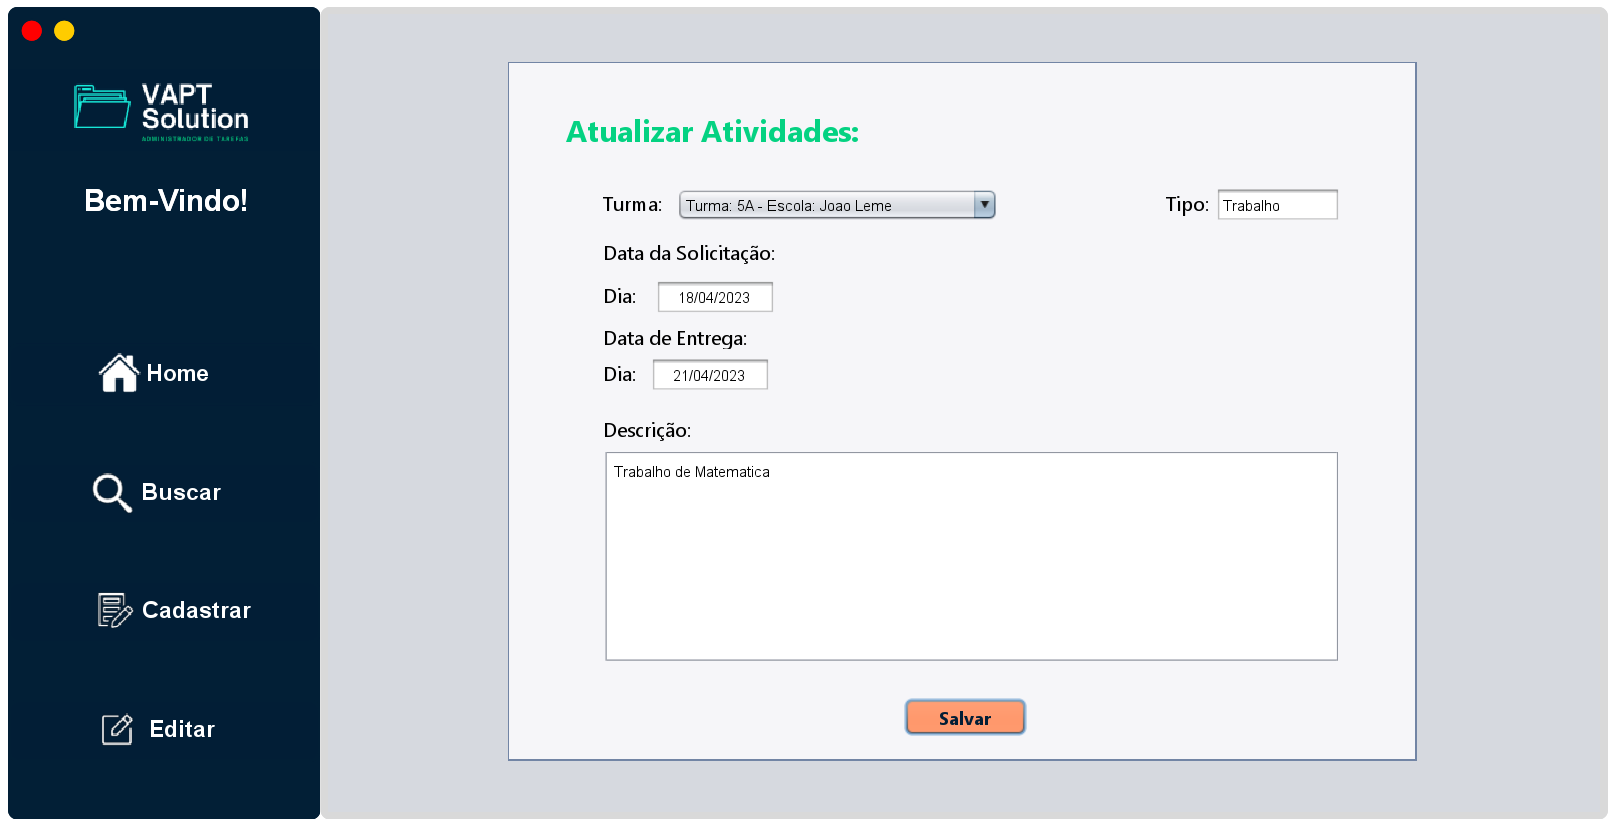 VAPT
Solution
ADMINISTRADOR DE TAREFAS
Bem-Vindo!
Home
Buscar
Cadastrar
Editar
Atualizar Atividades:
Turma: Turma: 5A - Escola: Joao Leme Tipo: Trabalho
Data da Solicitação:
Dia: 18/04/2023
Data de Entrega:
Dia: 21/04/2023
Descrição:
Trabalho de Matematica
Salvar